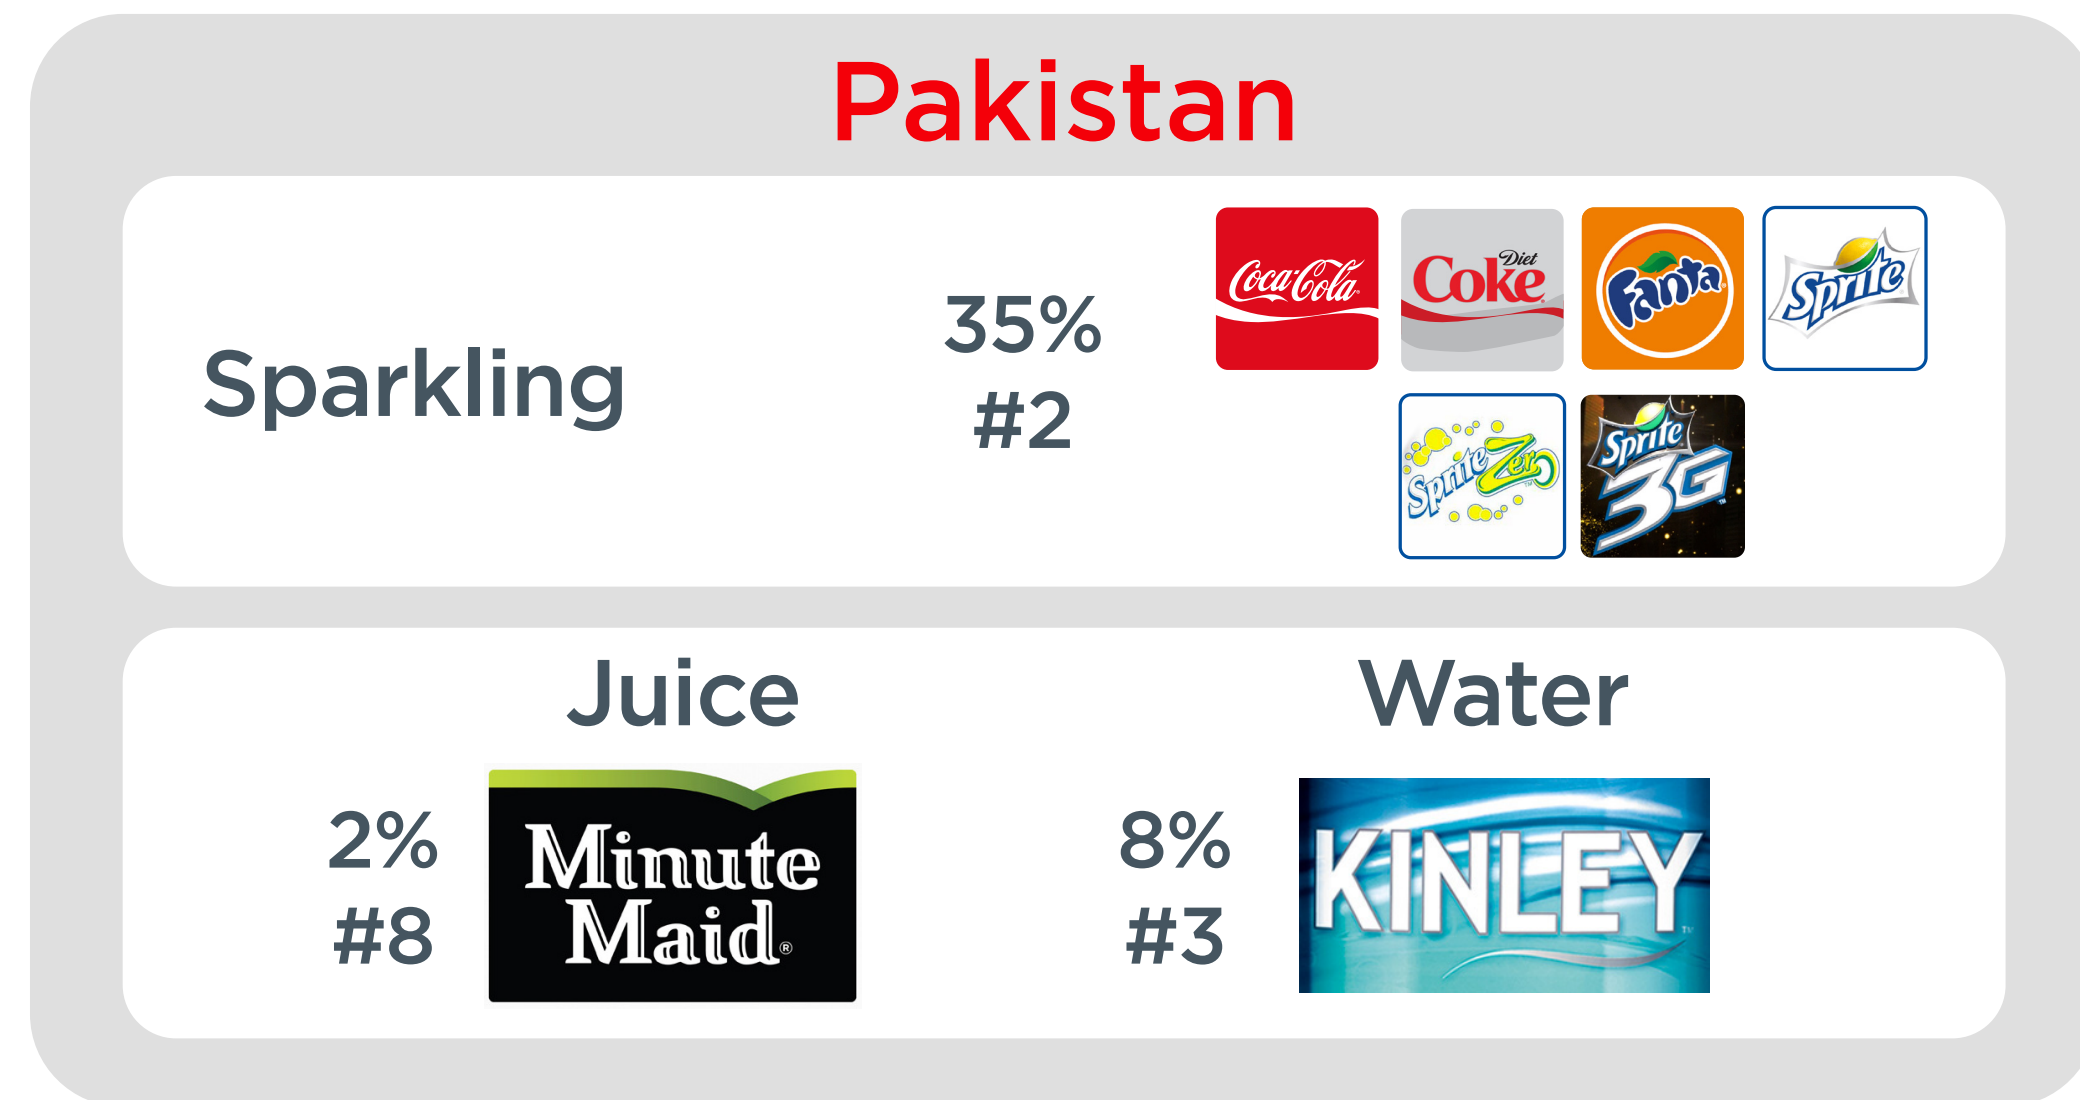 Pakistan
Sparkling
35%
#2
Coca-Cola
Diet
Coke
Fanta
Sprite
Sprite Zero
Sprite
3G
Juice
2%
#8
Minute
Maid®
Water
8%
#3
KINLEY™